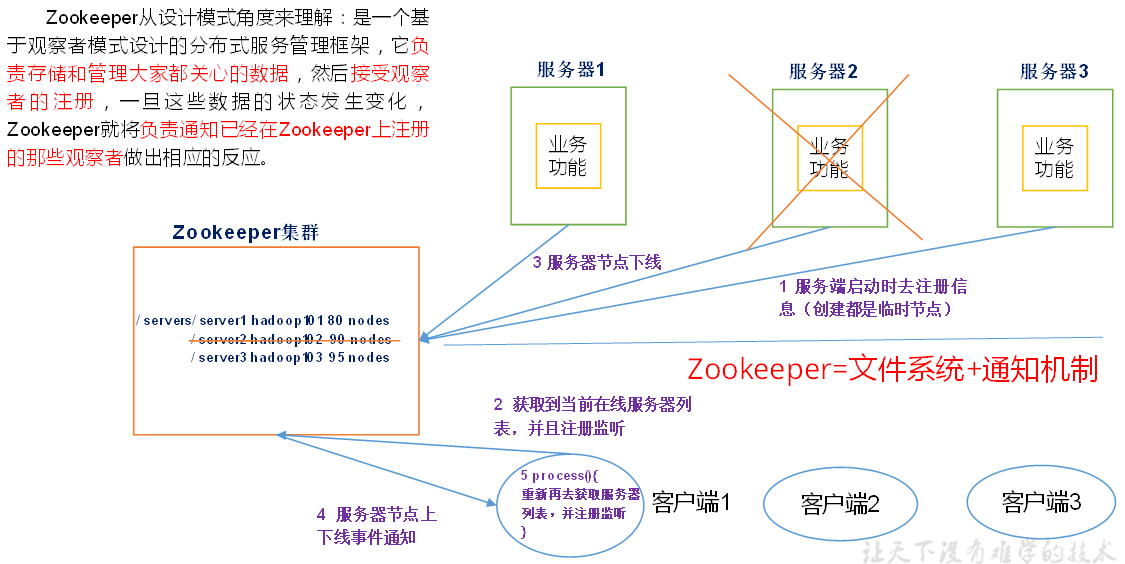 Zookeeper从设计模式角度来理解：是一个基
于观察者模式设计的分布式服务管理框架，它负
责存储和管理大家都关心的数据，然后接受观察
者的注册，一旦这些数据的状态发生变化，
Zookeeper就将负责通知已经在Zookeeper上注册
的那些观察者做出相应的反应。
服务器1
服务器2
服务器3
业务
功能
业务
功能
业务
功能
Zookeeper集群
3 服务器节点下线
1 服务端启动时去注册信
息（创建都是临时节点）
/servers/server1 hadoop101 80 nodes
/server2 hadoop102 90 nodes
/server3 hadoop103 95 nodes
Zookeeper=文件系统+通知机制
2 获取到当前在线服务器列
表，并且注册监听
5 process(){
重新再去获取服务器
列表，并注册监听
}
客户端1
客户端2
客户端3
4 服务器节点上
下线事件通知
让天下没有难学的技术